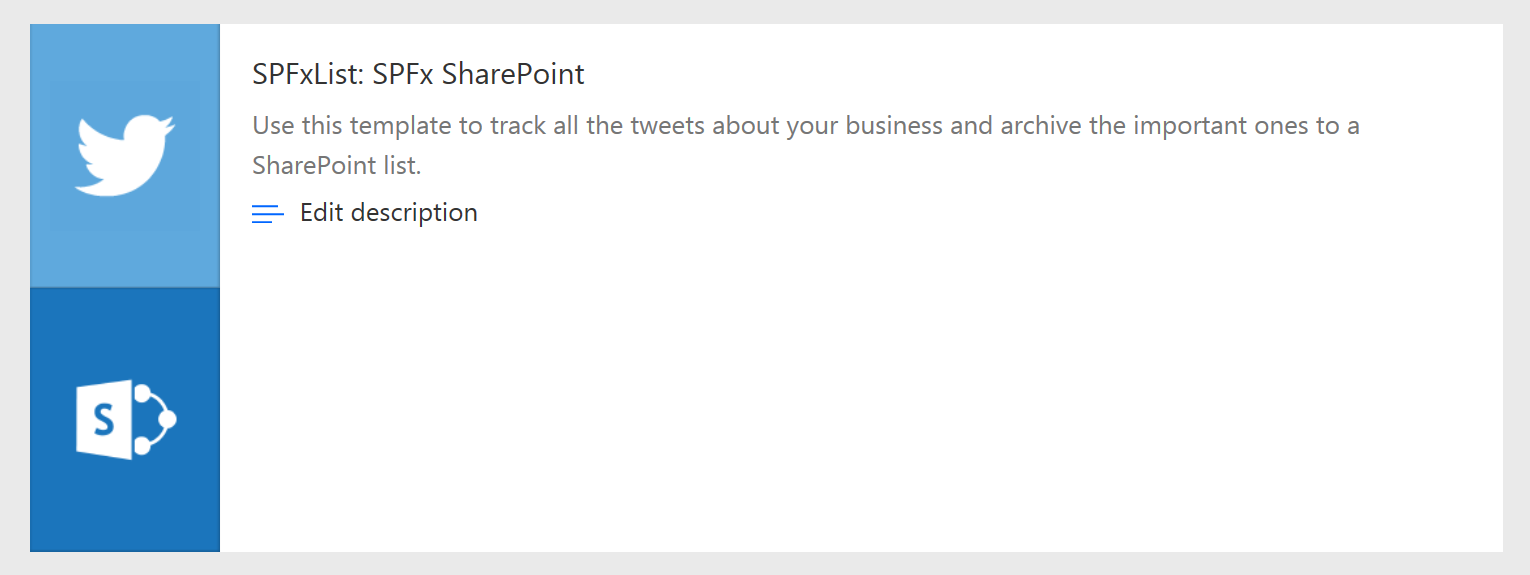 SPFxList: SPFx SharePoint
Use this template to track all the tweets about your business and archive the important ones to a
SharePoint list.
Edit description
S